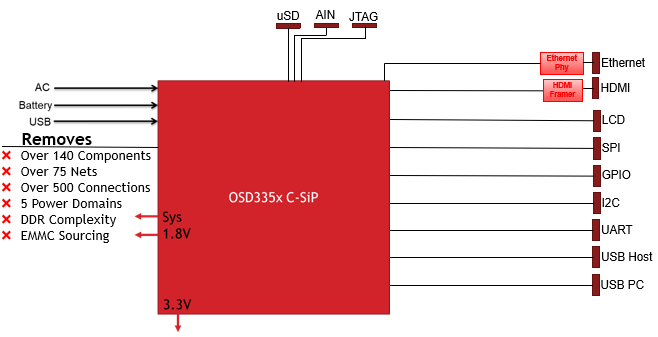 uSD
AIN
JTAG
Ethernet
Phy
Ethernet
HDMI
Framer
HDMI
LCD
SPI
GPIO
I2C
UART
USB Host
USB PC
AC
Battery
USB
Removes
Over 140 Components
Over 75 Nets
Over 500 Connections
5 Power Domains
DDR Complexity
EMMC Sourcing
OSD335x C-SiP
Sys
1.8V
3.3V